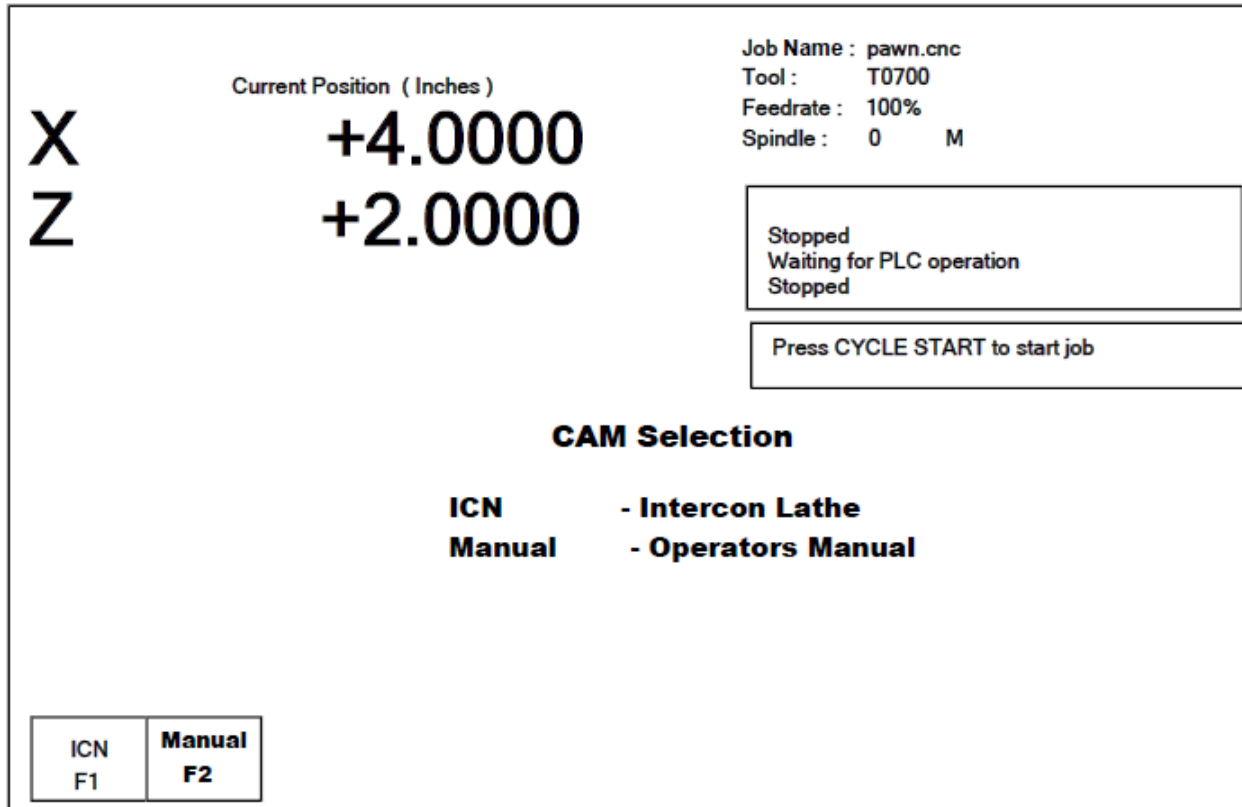 Current Position ( Inches )
X +4.0000
Z +2.0000
Job Name : pawn.cnc
Tool : T0700
Feedrate : 100%
Spindle : 0 M
Stopped
Waiting for PLC operation
Stopped
Press CYCLE START to start job
CAM Selection
ICN - Intercon Lathe
Manual - Operators Manual
ICN
F1
Manual
F2